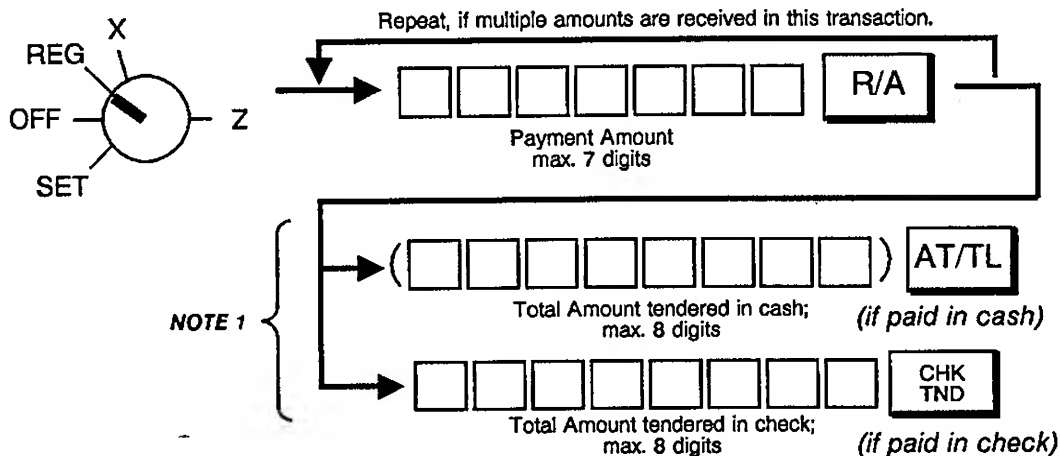 Repeat, if multiple amounts are received in this transaction.
X
REG
OFF
Z
SET
R/A
Payment Amount
max. 7 digits
NOTE 1
( ) AT/TL
Total Amount tendered in cash;
max. 8 digits
(if paid in cash)
CHK
TND
Total Amount tendered in check;
max. 8 digits
(if paid in check)